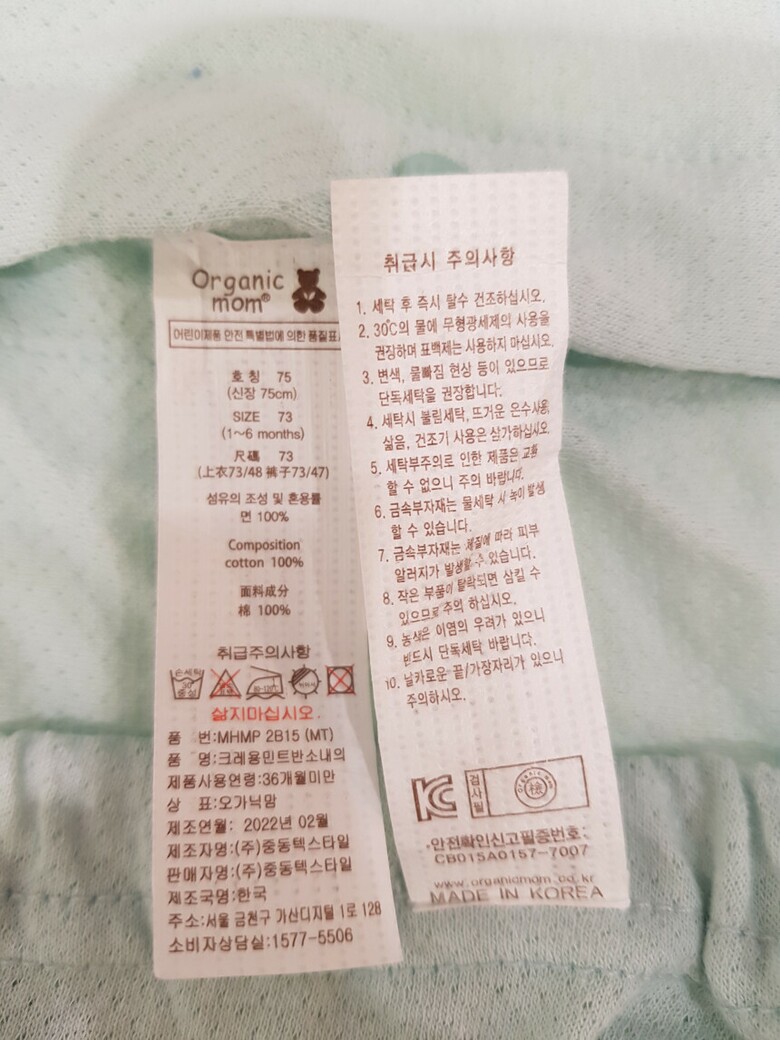 Organic
mom®
어린이제품 안전 특별법에 의한 품질표시
호 칭 75
(신장 75cm)
SIZE 73
(1~6 months)
尺碼 73
(上衣73/48 裤子73/47)
섬유의 조성 및 혼용률
면 100%
Composition
cotton 100%
面料成分
棉 100%
취급주의사항
손세탁
30
중성
80~120℃
삶지마십시오.
품 번:MHMP 2B15 (MT)
품 명:크레용민트반소내의
제품사용연령:36개월미만
상 표:오가닉맘
제조연월: 2022년 02월
제조자명:(주)중동텍스타일
판매자명:(주)중동텍스타일
제조국명:한국
주소:서울 금천구 가산디지털 1로 128
소비자상담실:1577-5506
취급시 주의사항
1. 세탁 후 즉시 탈수 건조하십시오.
2. 30℃의 물에 무형광세제의 사용을
권장하며 표백제는 사용하지 마십시오.
3. 변색, 물빠짐 현상 등이 있으므로
단독세탁을 권장합니다.
4. 세탁시 불림세탁, 뜨거운 온수사용,
삶음, 건조기 사용은 삼가하십시오.
5. 세탁부주의로 인한 제품은 교환
할 수 없으니 주의 바랍니다.
6. 금속부자재는 물세탁 시 녹이 발생
할 수 있습니다.
7. 금속부자재는 체질에 따라 피부
알러지가 발생할 수 있습니다.
8. 작은 부품이 탈락되면 삼킬 수
있으므로 주의 하십시오.
9. 농색은 이염의 우려가 있으니
반드시 단독세탁 바랍니다.
10. 날카로운 끝/가장자리가 있으니
주의하십시오.
KC
검사필
Organic mom
檢
안전확인신고필증번호:
CB015A0157-7007
www.organicmom.co.kr
MADE IN KOREA